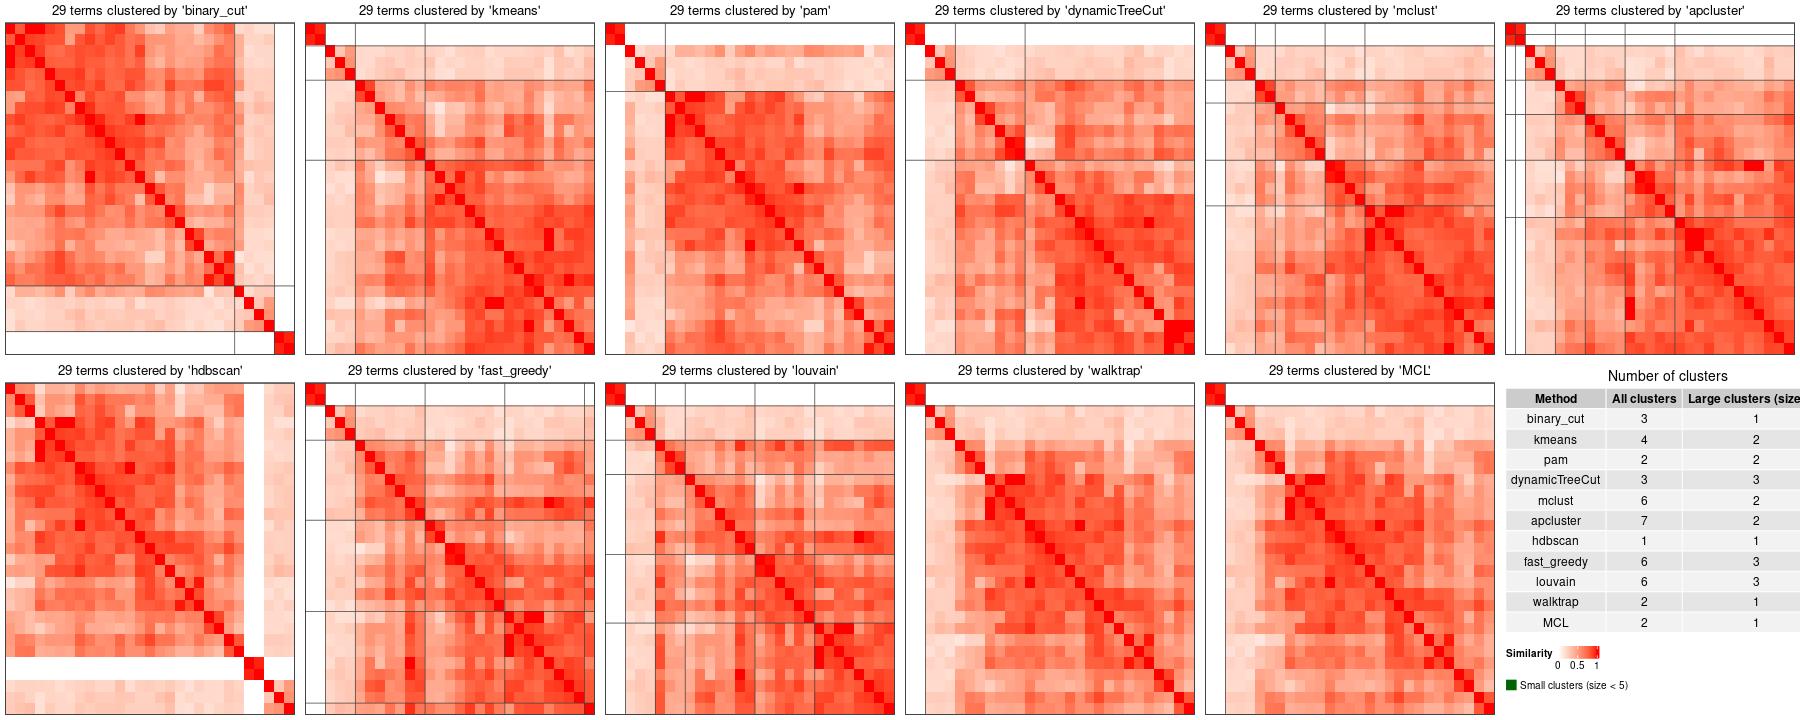 29 terms clustered by 'binary_cut'
29 terms clustered by 'kmeans'
29 terms clustered by 'pam'
29 terms clustered by 'dynamicTreeCut'
29 terms clustered by 'mclust'
29 terms clustered by 'apcluster'
29 terms clustered by 'hdbscan'
29 terms clustered by 'fast_greedy'
29 terms clustered by 'louvain'
29 terms clustered by 'walktrap'
29 terms clustered by 'MCL'
Number of clusters
Method All clusters Large clusters (size
binary_cut 3 1
kmeans 4 2
pam 2 2
dynamicTreeCut 3 3
mclust 6 2
apcluster 7 2
hdbscan 1 1
fast_greedy 6 3
louvain 6 3
walktrap 2 1
MCL 2 1
Similarity
0 0.5 1
Small clusters (size < 5)